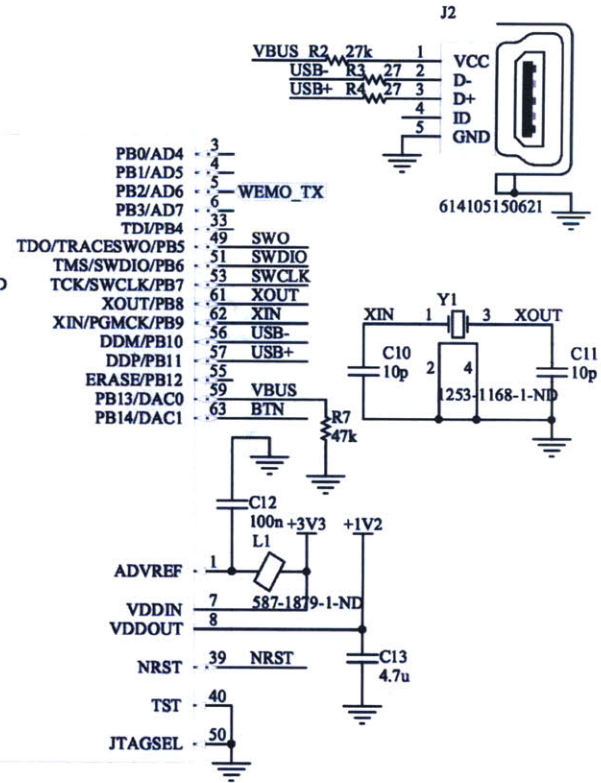 J2
VBUS R2 27k 1 VCC
USB- R3 27 2 D-
USB+ R4 27 3 D+
4 ID
5 GND
614105150621
PB0/AD4 3
PB1/AD5 4
PB2/AD6 5 WEMO_TX
PB3/AD7 6
TDI/PB4 33
TDO/TRACESWO/PB5 49 SWO
TMS/SWDIO/PB6 51 SWDIO
TCK/SWCLK/PB7 53 SWCLK
XOUT/PB8 61 XOUT
XIN/PGMCK/PB9 62 XIN
DDM/PB10 56 USB-
DDP/PB11 57 USB+
ERASE/PB12 55
PB13/DAC0 59 VBUS
PB14/DAC1 63 BTN
R7
47k
Y1
XIN 1 3 XOUT
C10
10p
2 4
C11
10p
1253-1168-1-ND
C12
100n
+3V3 +1V2
L1
ADVREF 1
587-1879-1-ND
VDDIN 7
VDDOUT 8
NRST 39 NRST
C13
4.7u
TST 40
JTAGSEL 50